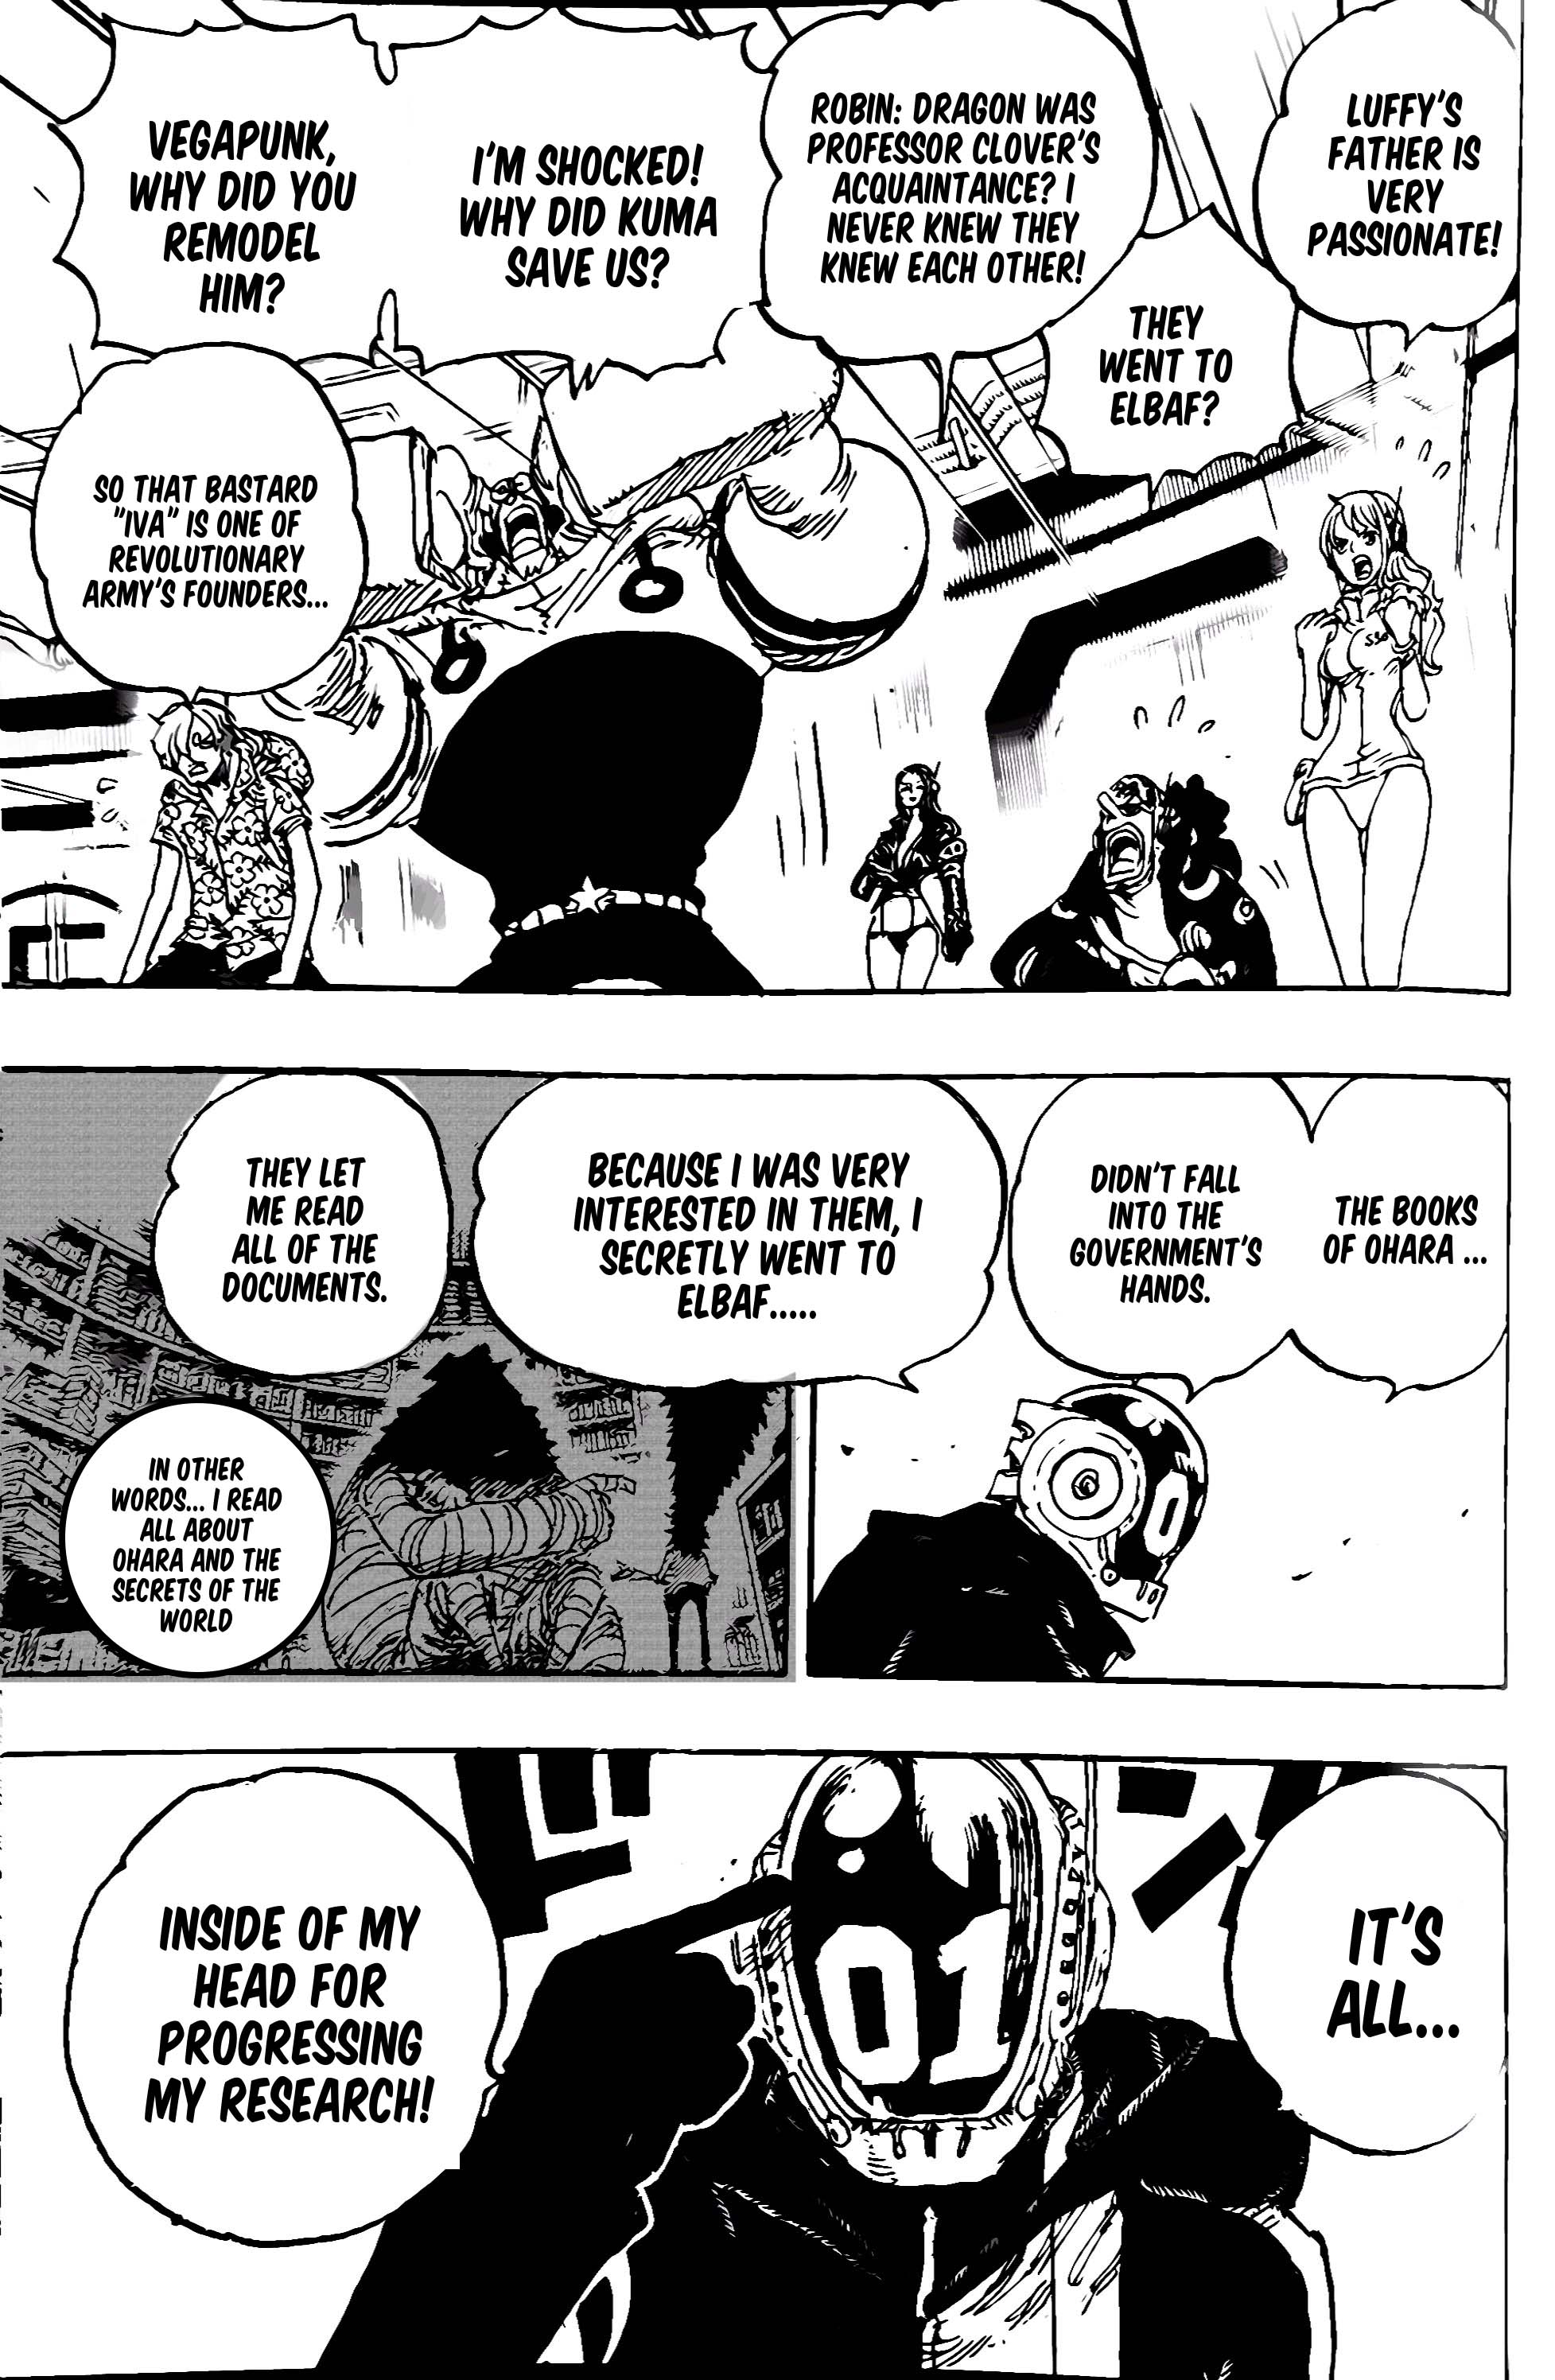 LUFFY'S
FATHER IS
VERY
PASSIONATE!
THEY
WENT TO
ELBAF?
ROBIN: DRAGON WAS
PROFESSOR CLOVER'S
ACQUAINTANCE? I
NEVER KNEW THEY
KNEW EACH OTHER!
I'M SHOCKED!
WHY DID KUMA
SAVE US?
VEGAPUNK,
WHY DID YOU
REMODEL
HIM?
SO THAT BASTARD
"IVA" IS ONE OF
REVOLUTIONARY
ARMY'S FOUNDERS...
THE BOOKS
OF OHARA ...
DIDN'T FALL
INTO THE
GOVERNMENT'S
HANDS.
BECAUSE I WAS VERY
INTERESTED IN THEM, I
SECRETLY WENT TO
ELBAF.....
THEY LET
ME READ
ALL OF THE
DOCUMENTS.
IN OTHER
WORDS... I READ
ALL ABOUT
OHARA AND THE
SECRETS OF THE
WORLD
IT'S
ALL...
01
INSIDE OF MY
HEAD FOR
PROGRESSING
MY RESEARCH!